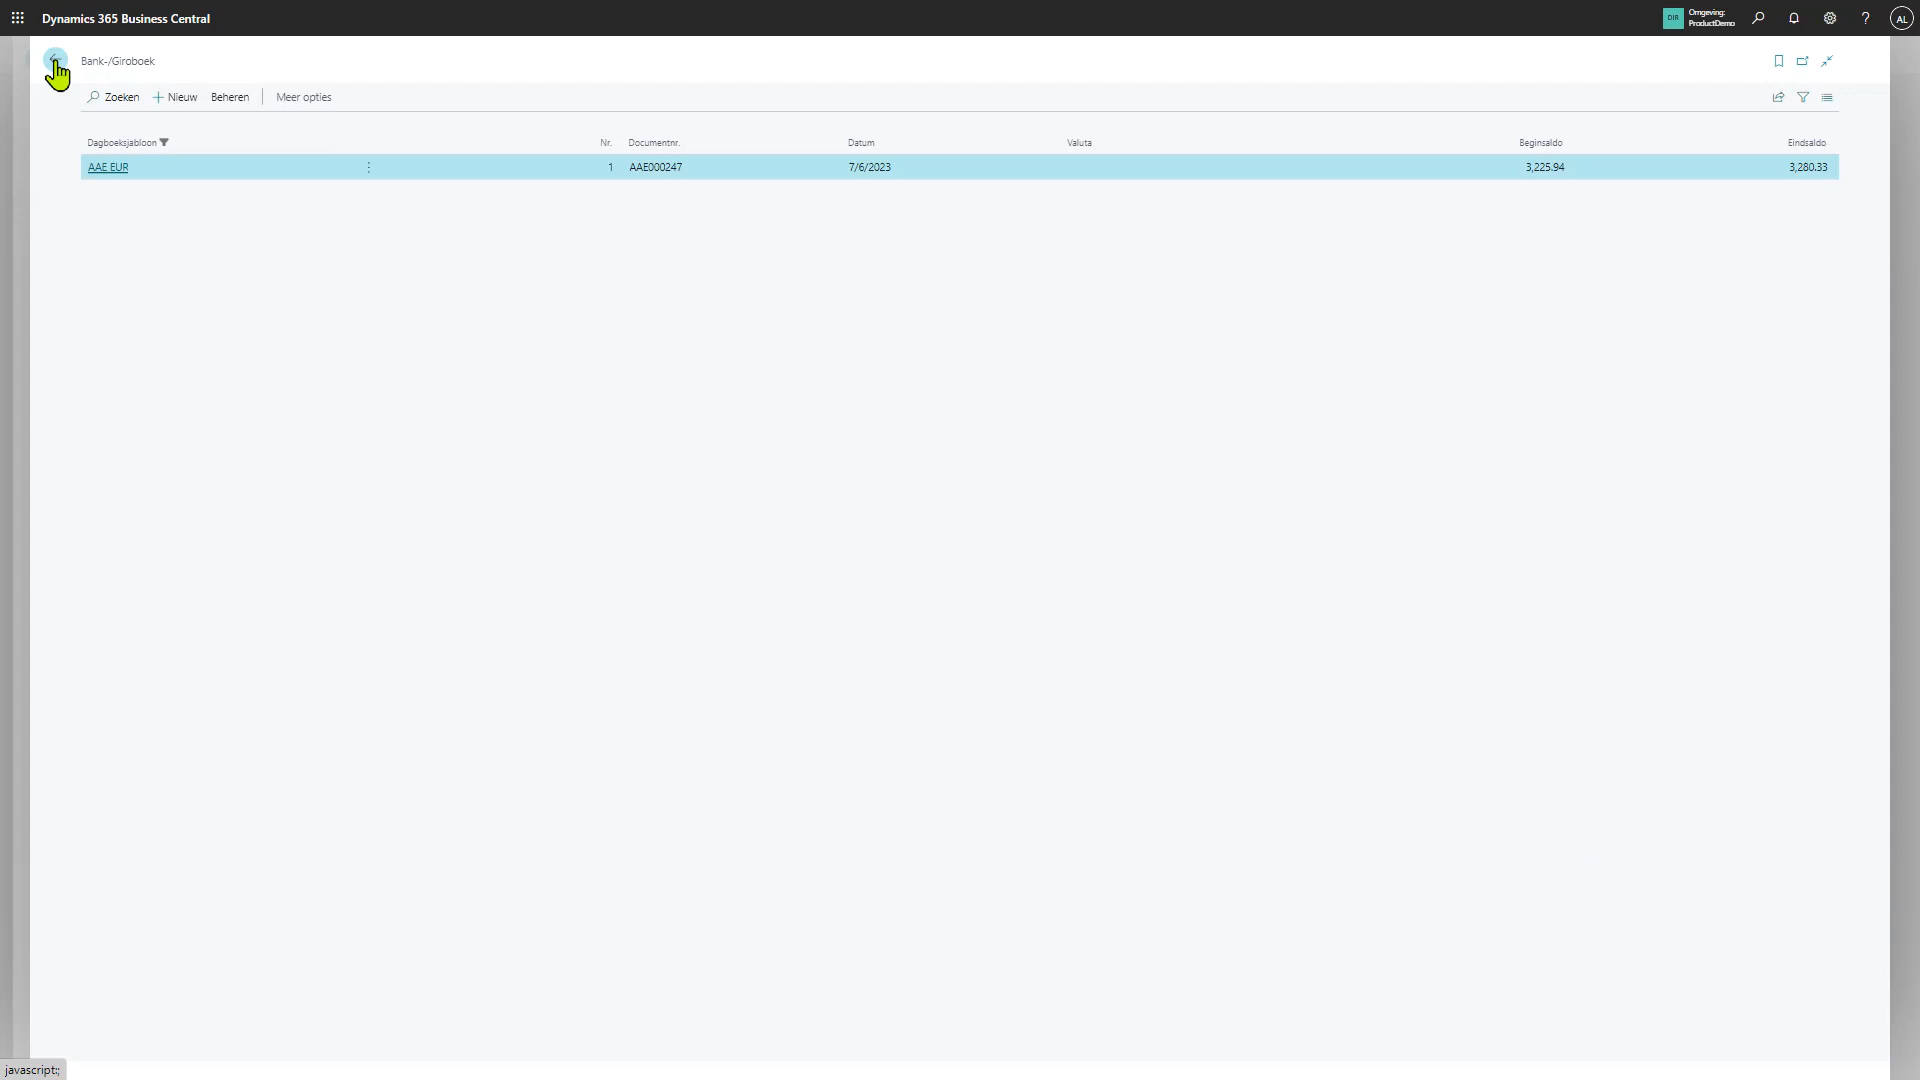 Dynamics 365 Business Central
DIR
Omgeving:
ProductDemo
AL
Bank-/Giroboek
Zoeken
Nieuw
Beheren
Meer opties
Dagboeksjabloon Nr. Documentnr. Datum Valuta Beginsaldo Eindsaldo
AAE EUR 1 AAE000247 7/6/2023 3,225.94 3,280.33
javascript:;